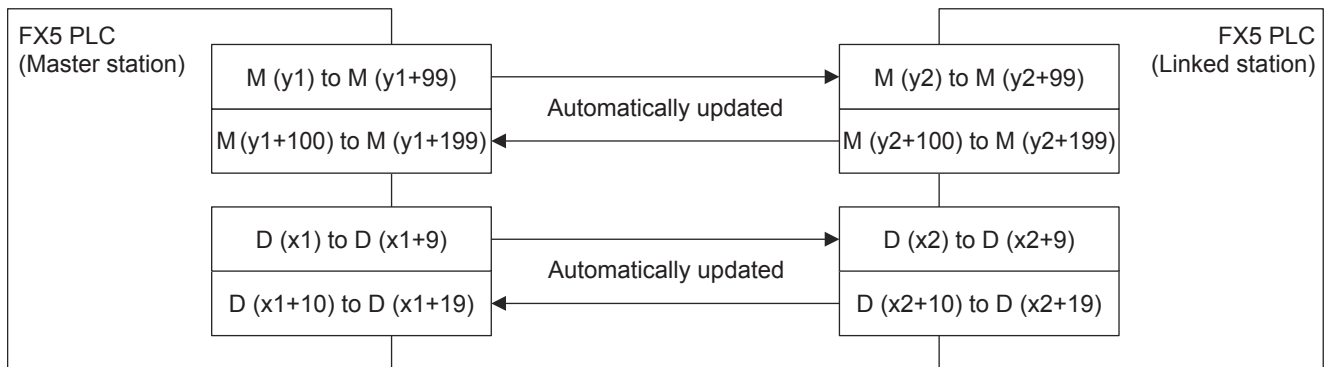 FX5 PLC
(Master station)
FX5 PLC
(Linked station)
M (y1) to M (y1+99)
M (y2) to M (y2+99)
Automatically updated
M (y1+100) to M (y1+199)
M (y2+100) to M (y2+199)
D (x1) to D (x1+9)
D (x2) to D (x2+9)
Automatically updated
D (x1+10) to D (x1+19)
D (x2+10) to D (x2+19)